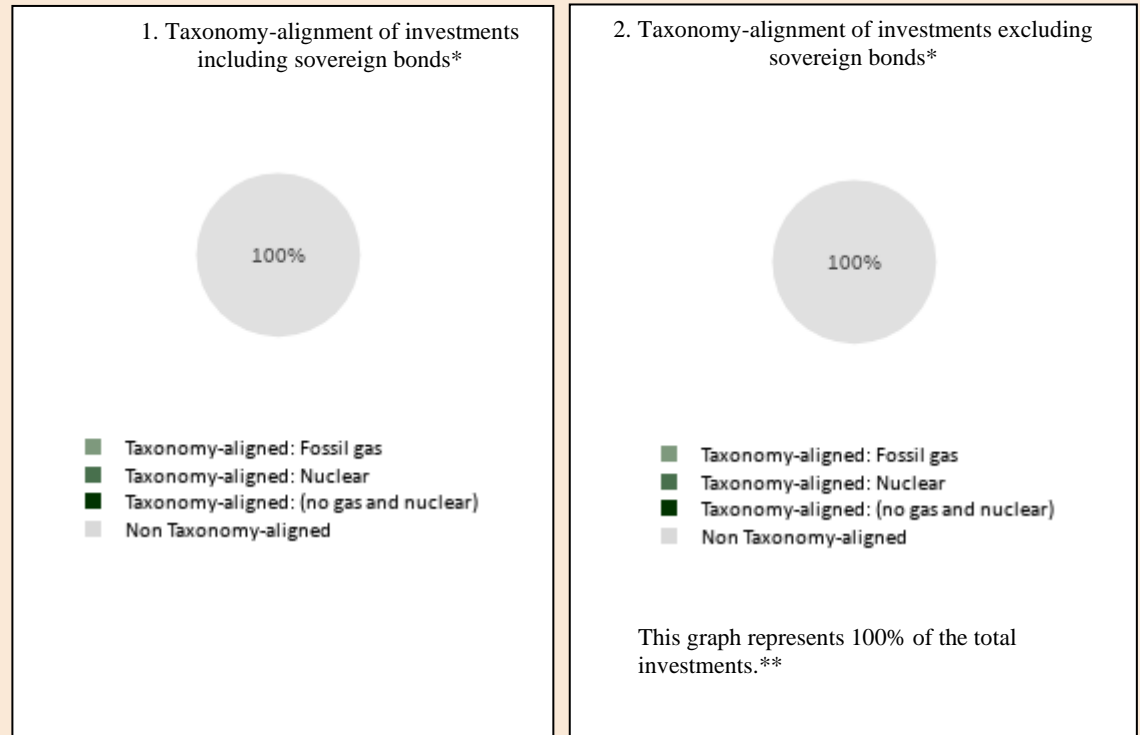 1. Taxonomy-alignment of investments
including sovereign bonds*
100%
Taxonomy-aligned: Fossil gas
Taxonomy-aligned: Nuclear
Taxonomy-aligned: (no gas and nuclear)
Non Taxonomy-aligned
2. Taxonomy-alignment of investments excluding
sovereign bonds*
100%
Taxonomy-aligned: Fossil gas
Taxonomy-aligned: Nuclear
Taxonomy-aligned: (no gas and nuclear)
Non Taxonomy-aligned
This graph represents 100% of the total
investments.**